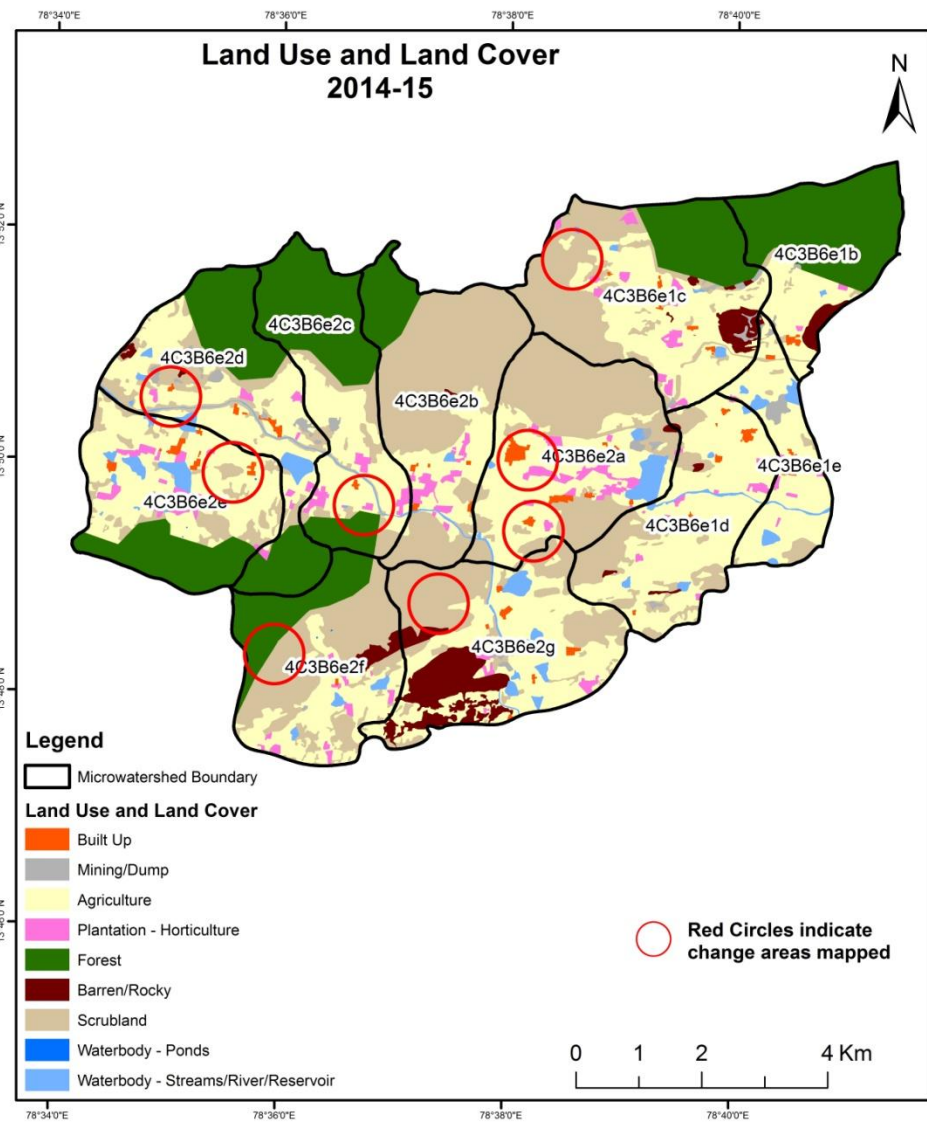 78°34'0"E 78°36'0"E 78°38'0"E 78°40'0"E
Land Use and Land Cover
2014-15
N
4C3B6e1b
4C3B6e1c
4C3B6e2c
4C3B6e2d
4C3B6e2b
4C3B6e2a
4C3B6e1e
4C3B6e2e
4C3B6e1d
4C3B6e2g
4C3B6e2f
Legend
Microwatershed Boundary
Land Use and Land Cover
Built Up
Mining/Dump
Agriculture
Plantation - Horticulture
Forest
Barren/Rocky
Scrubland
Waterbody - Ponds
Waterbody - Streams/River/Reservoir
Red Circles indicate
change areas mapped
0 1 2 4 Km
78°34'0"E 78°36'0"E 78°38'0"E 78°40'0"E